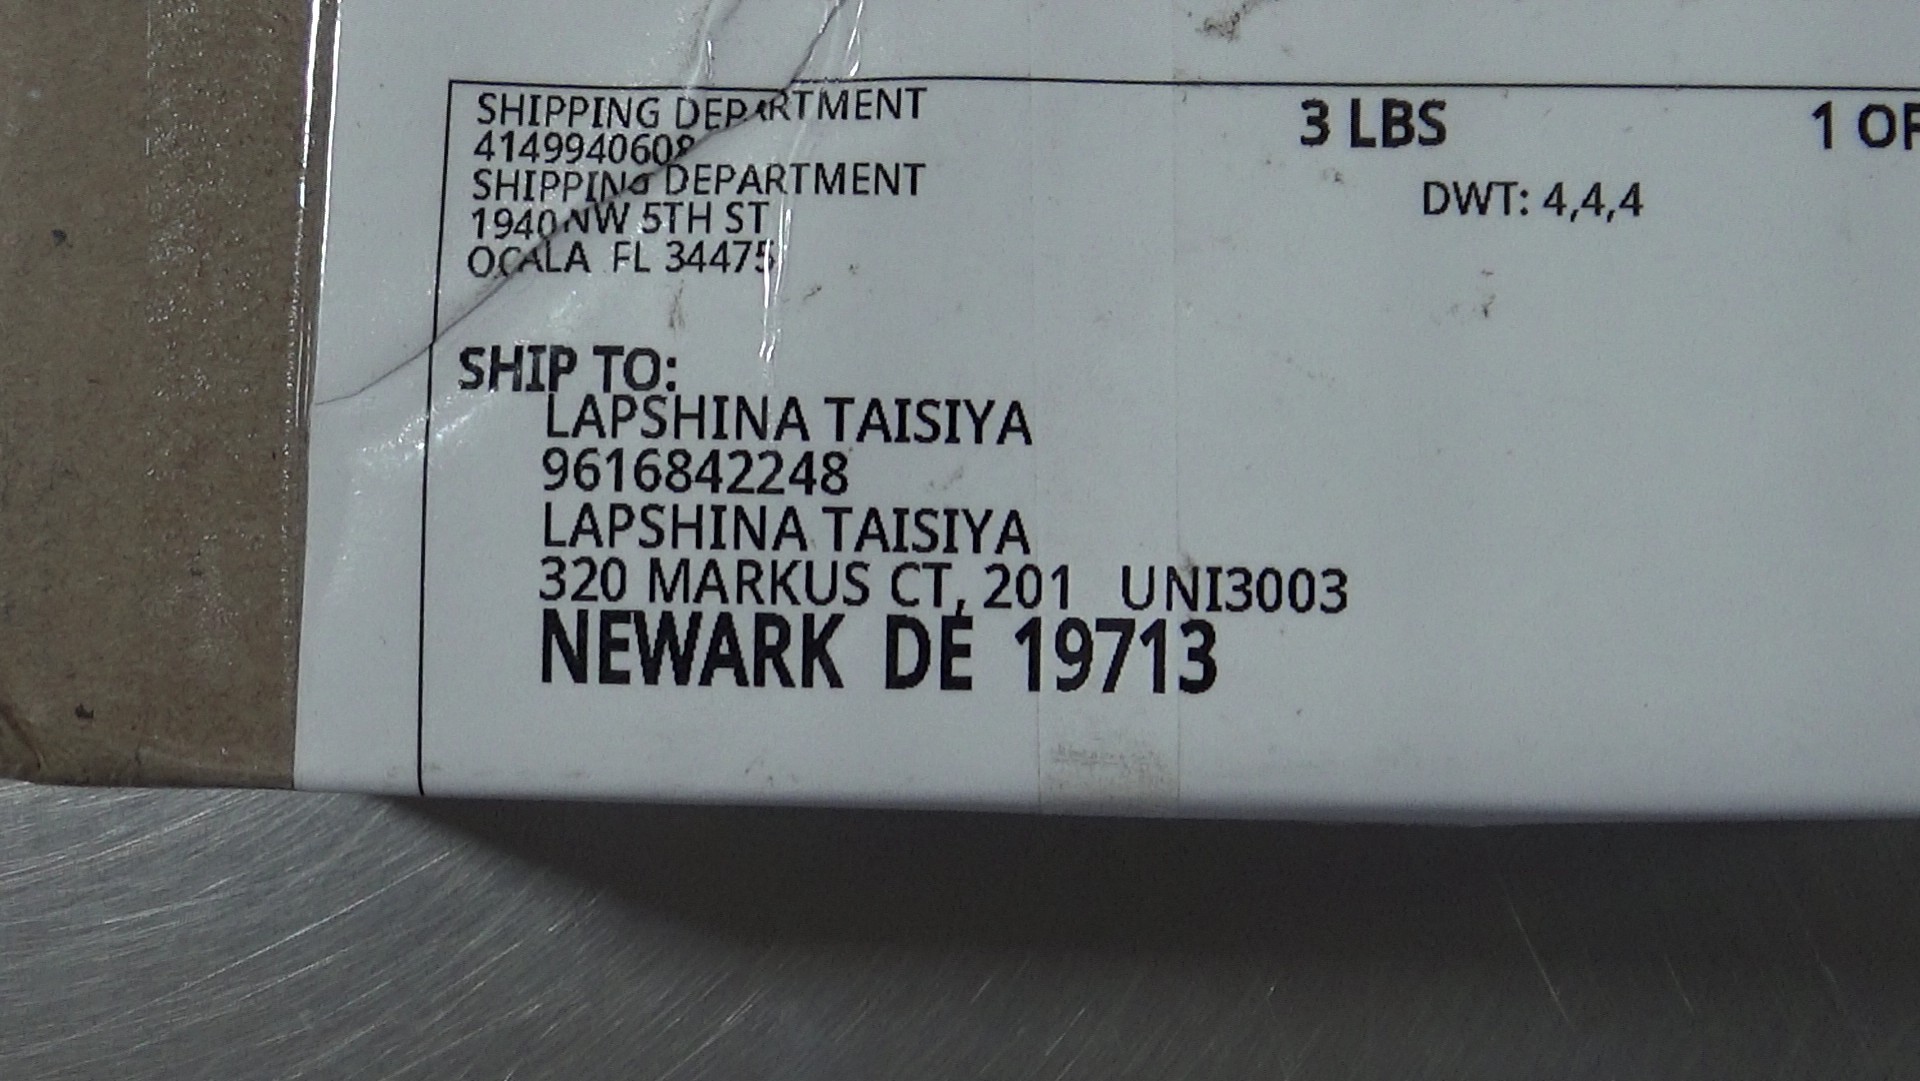 SHIPPING DEPARTMENT
4149940608
SHIPPING DEPARTMENT
1940 NW 5TH ST
OCALA FL 34475
3 LBS
1 OF
DWT: 4,4,4
SHIP TO:
LAPSHINA TAISIYA
9616842248
LAPSHINA TAISIYA
320 MARKUS CT, 201 UNI3003
NEWARK DE 19713